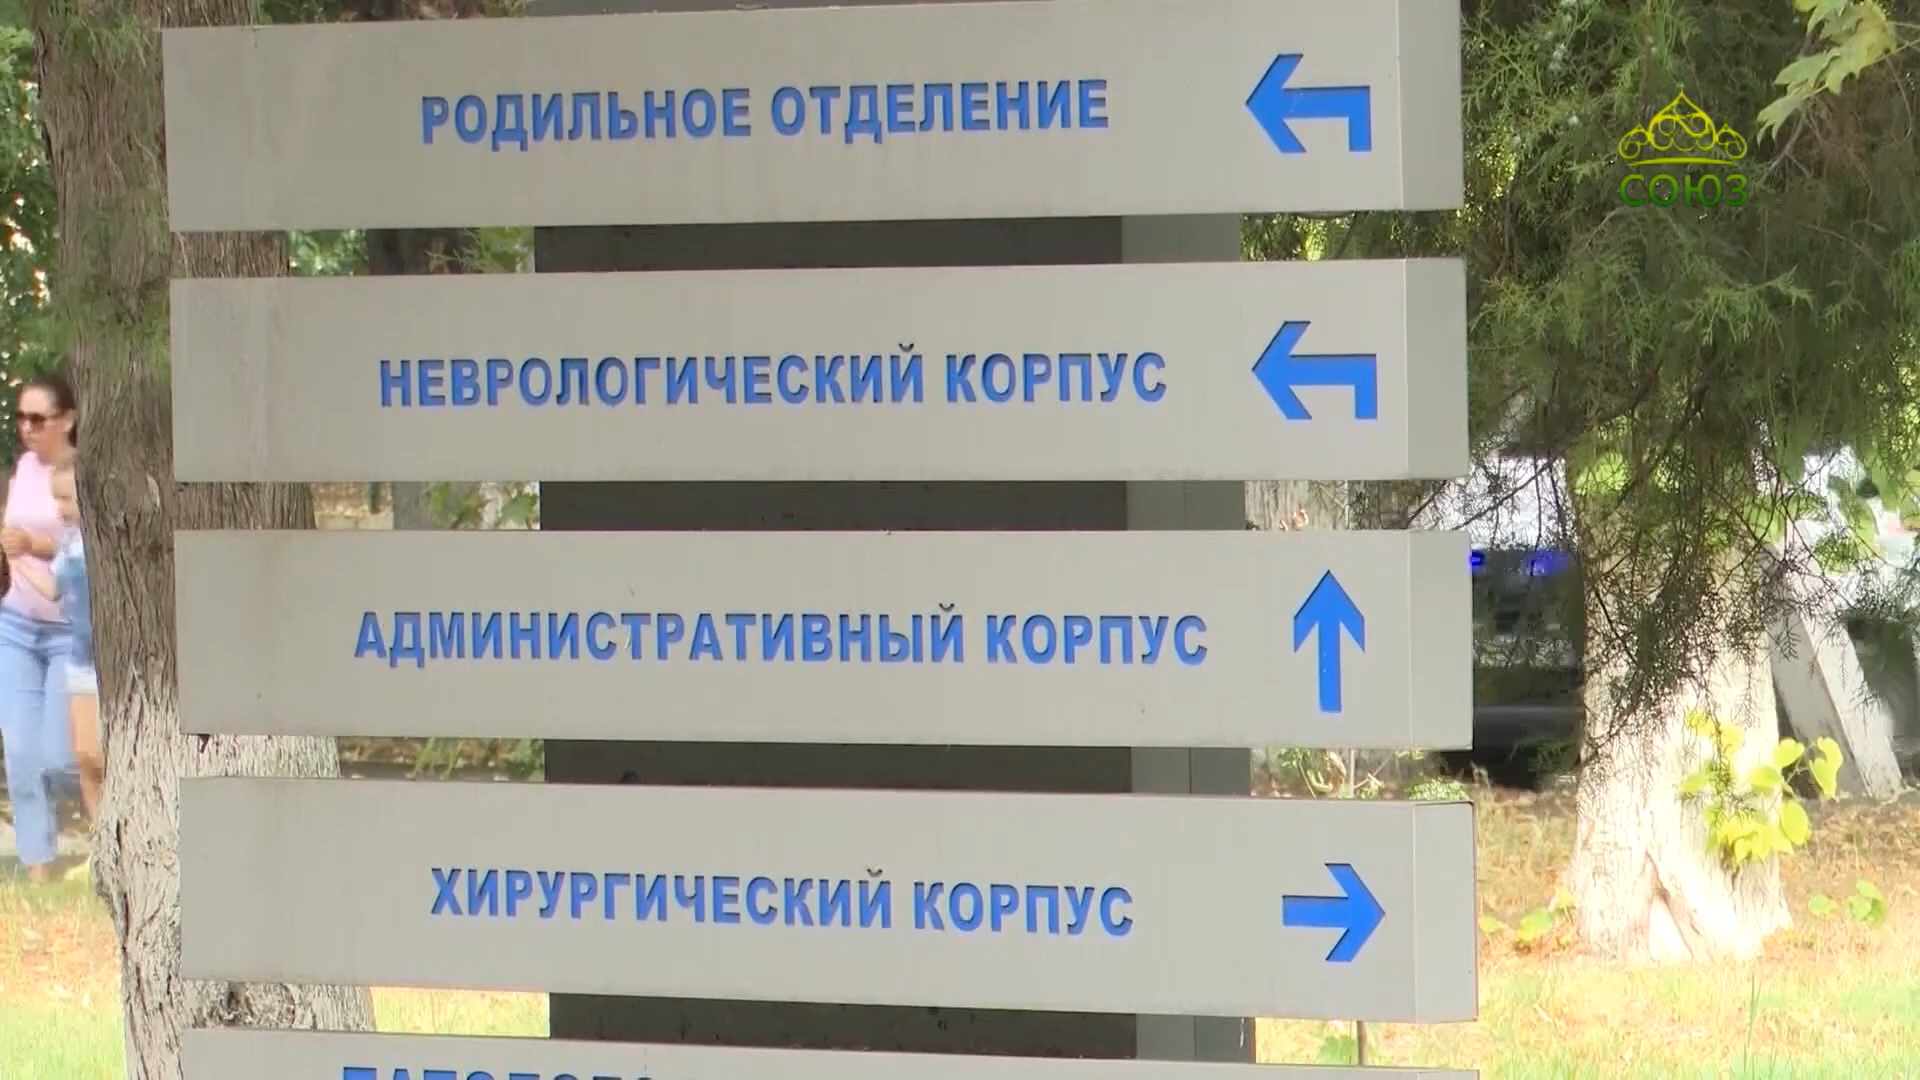 РОДИЛЬНОЕ ОТДЕЛЕНИЕ
СОЮЗ
НЕВРОЛОГИЧЕСКИЙ КОРПУС
АДМИНИСТРАТИВНЫЙ КОРПУС
ХИРУРГИЧЕСКИЙ КОРПУС